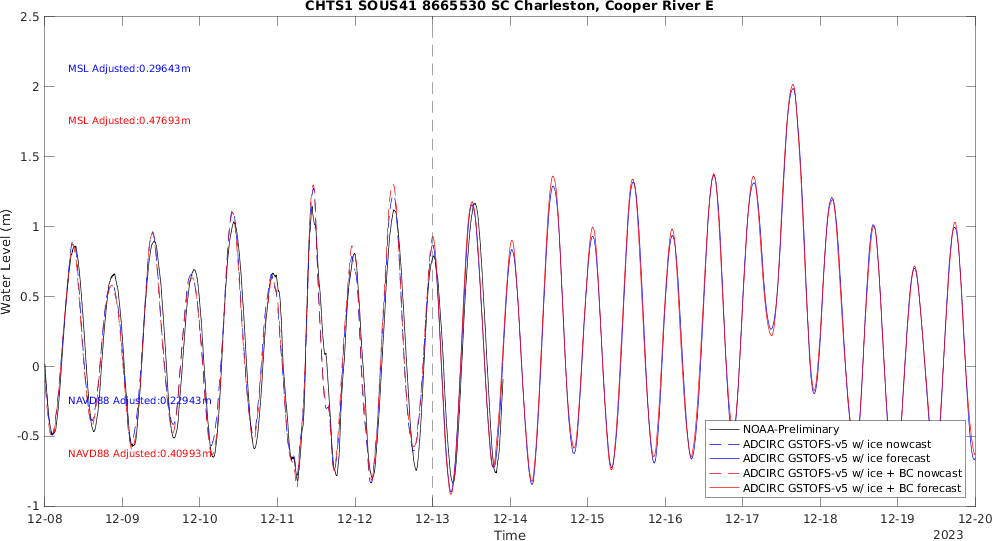 CHTS1 SOUS41 8665530 SC Charleston, Cooper River E
2.5
2
1.5
1
0.5
0
-0.5
-1
Water Level (m)
MSL Adjusted:0.29643m
MSL Adjusted:0.47693m
NAVD88 Adjusted:0.22943m
NAVD88 Adjusted:0.40993m
NOAA-Preliminary
ADCIRC GSTOFS-v5 w/ ice nowcast
ADCIRC GSTOFS-v5 w/ ice forecast
ADCIRC GSTOFS-v5 w/ ice + BC nowcast
ADCIRC GSTOFS-v5 w/ ice + BC forecast
12-08 12-09 12-10 12-11 12-12 12-13 12-14 12-15 12-16 12-17 12-18 12-19 12-20
Time
2023